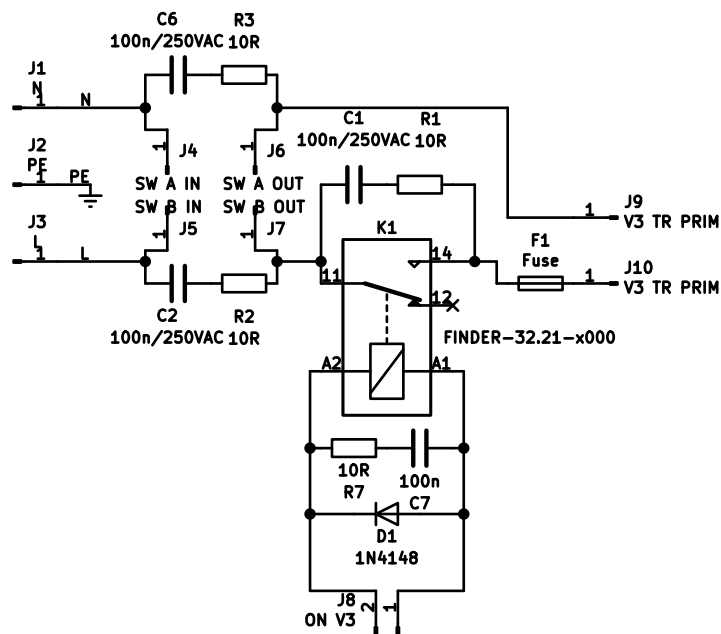 C6
100n/250VAC
R3
10R
J1
N
1
N
C1
100n/250VAC
R1
10R
J2
PE
1
PE
1
J4
1
J6
SW A IN
SW A OUT
SW B IN
SW B OUT
J3
L
1
L
1
J5
1
J7
K1
J9
1
V3 TR PRIM
14
F1
Fuse
J10
1
V3 TR PRIM
11
12
C2
100n/250VAC
R2
10R
FINDER-32.21-x000
A2
A1
10R
R7
100n
C7
D1
1N4148
J8
ON V3
2
1